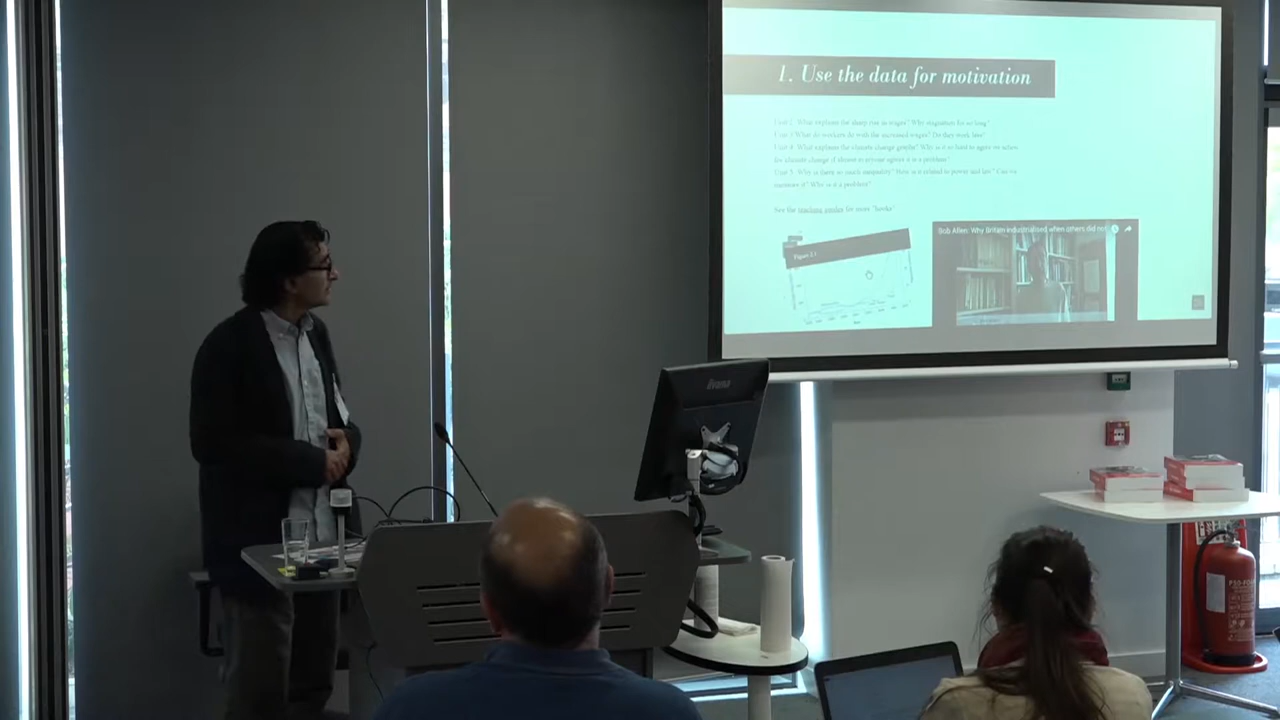 1. Use the data for motivation
Unit 2: What explains the sharp rise in wages? Why stagnation for so long?
Unit 3 What do workers do with the increased wages? Do they work less?
Unit 4: What explains the climate change graphs? Why is it so hard to agree on action
for climate change if almost everyone agrees it is a problem?
Unit 5: Why is there so much inequality? How is it related to power and law? Can we
measure it? Why is it a problem?
See the teaching guides for more "hooks"
Figure 2.1
Bob Allen: Why Britain industrialised when others did not
iiyama